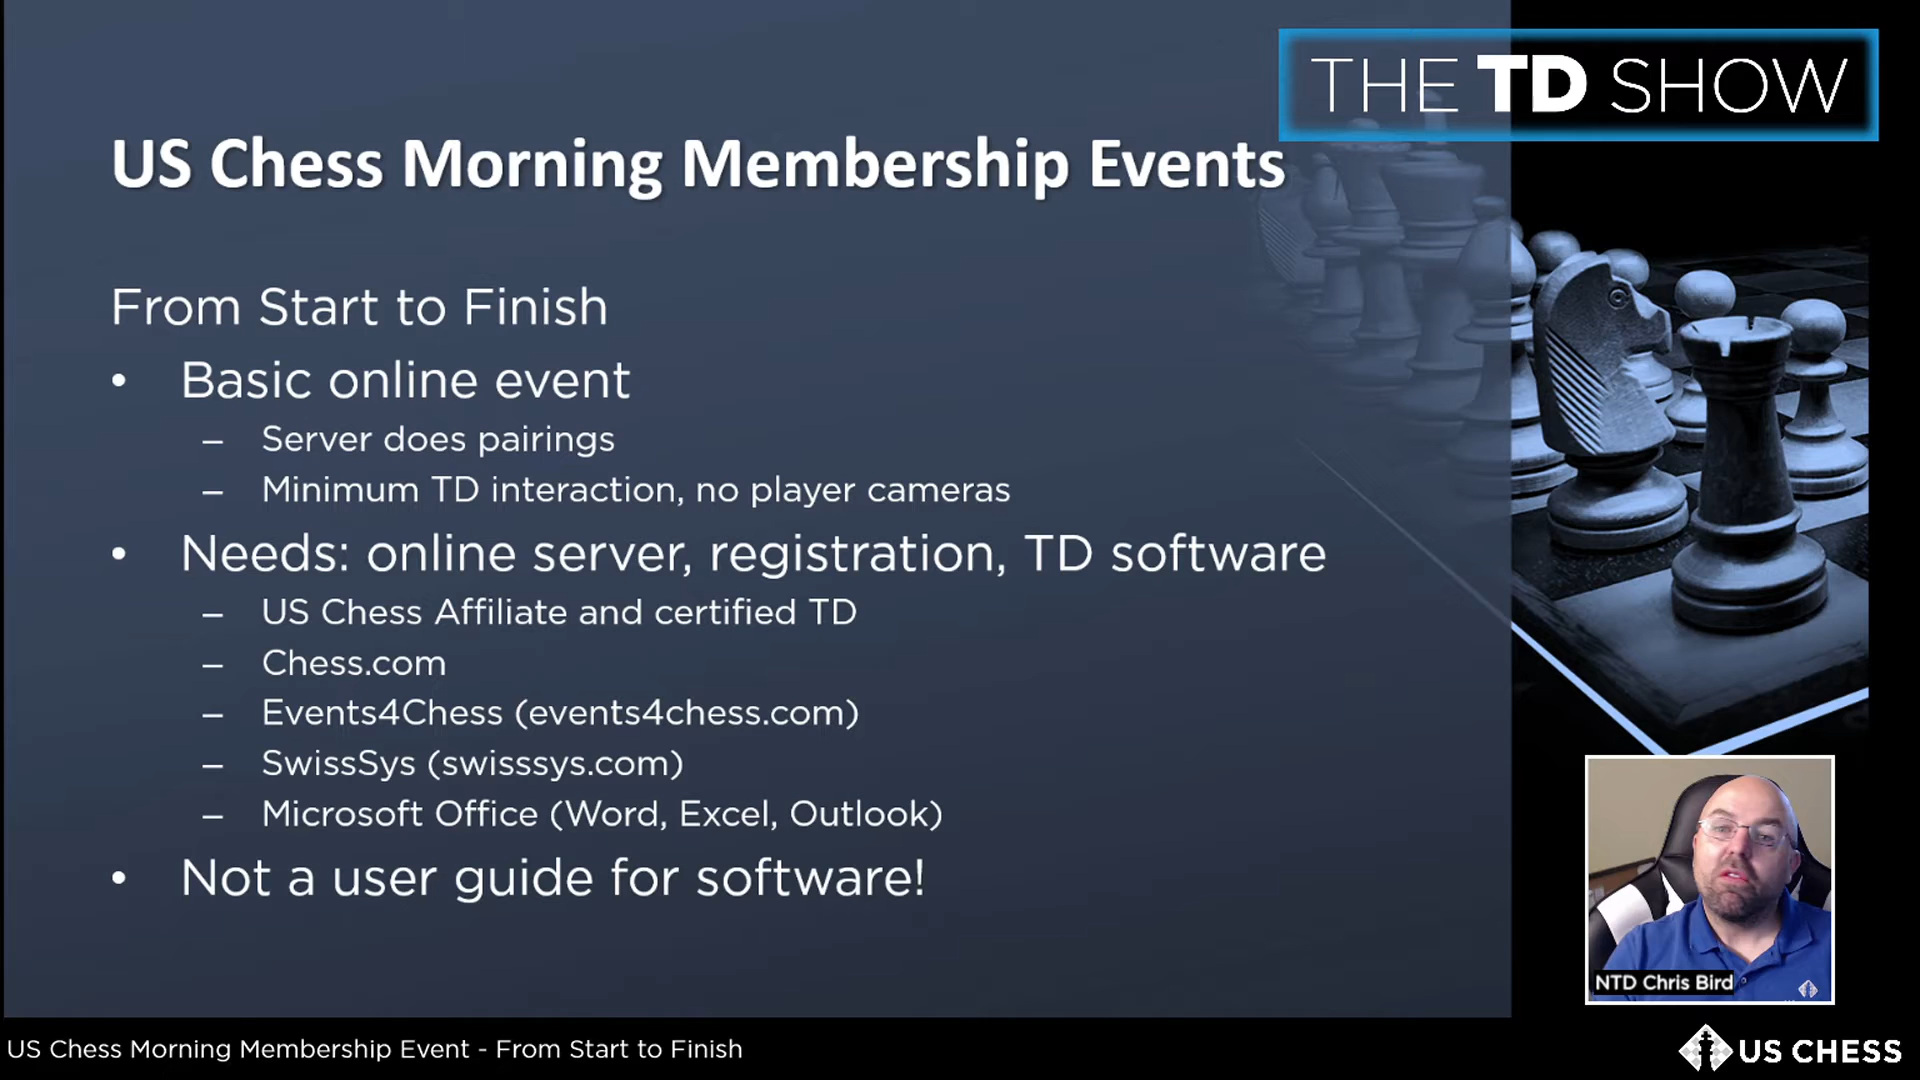 THE TD SHOW
US Chess Morning Membership Events
From Start to Finish
• Basic online event
– Server does pairings
– Minimum TD interaction, no player cameras
• Needs: online server, registration, TD software
– US Chess Affiliate and certified TD
– Chess.com
– Events4Chess (events4chess.com)
– SwissSys (swisssys.com)
– Microsoft Office (Word, Excel, Outlook)
• Not a user guide for software!
NTD Chris Bird
US Chess Morning Membership Event - From Start to Finish
US CHESS